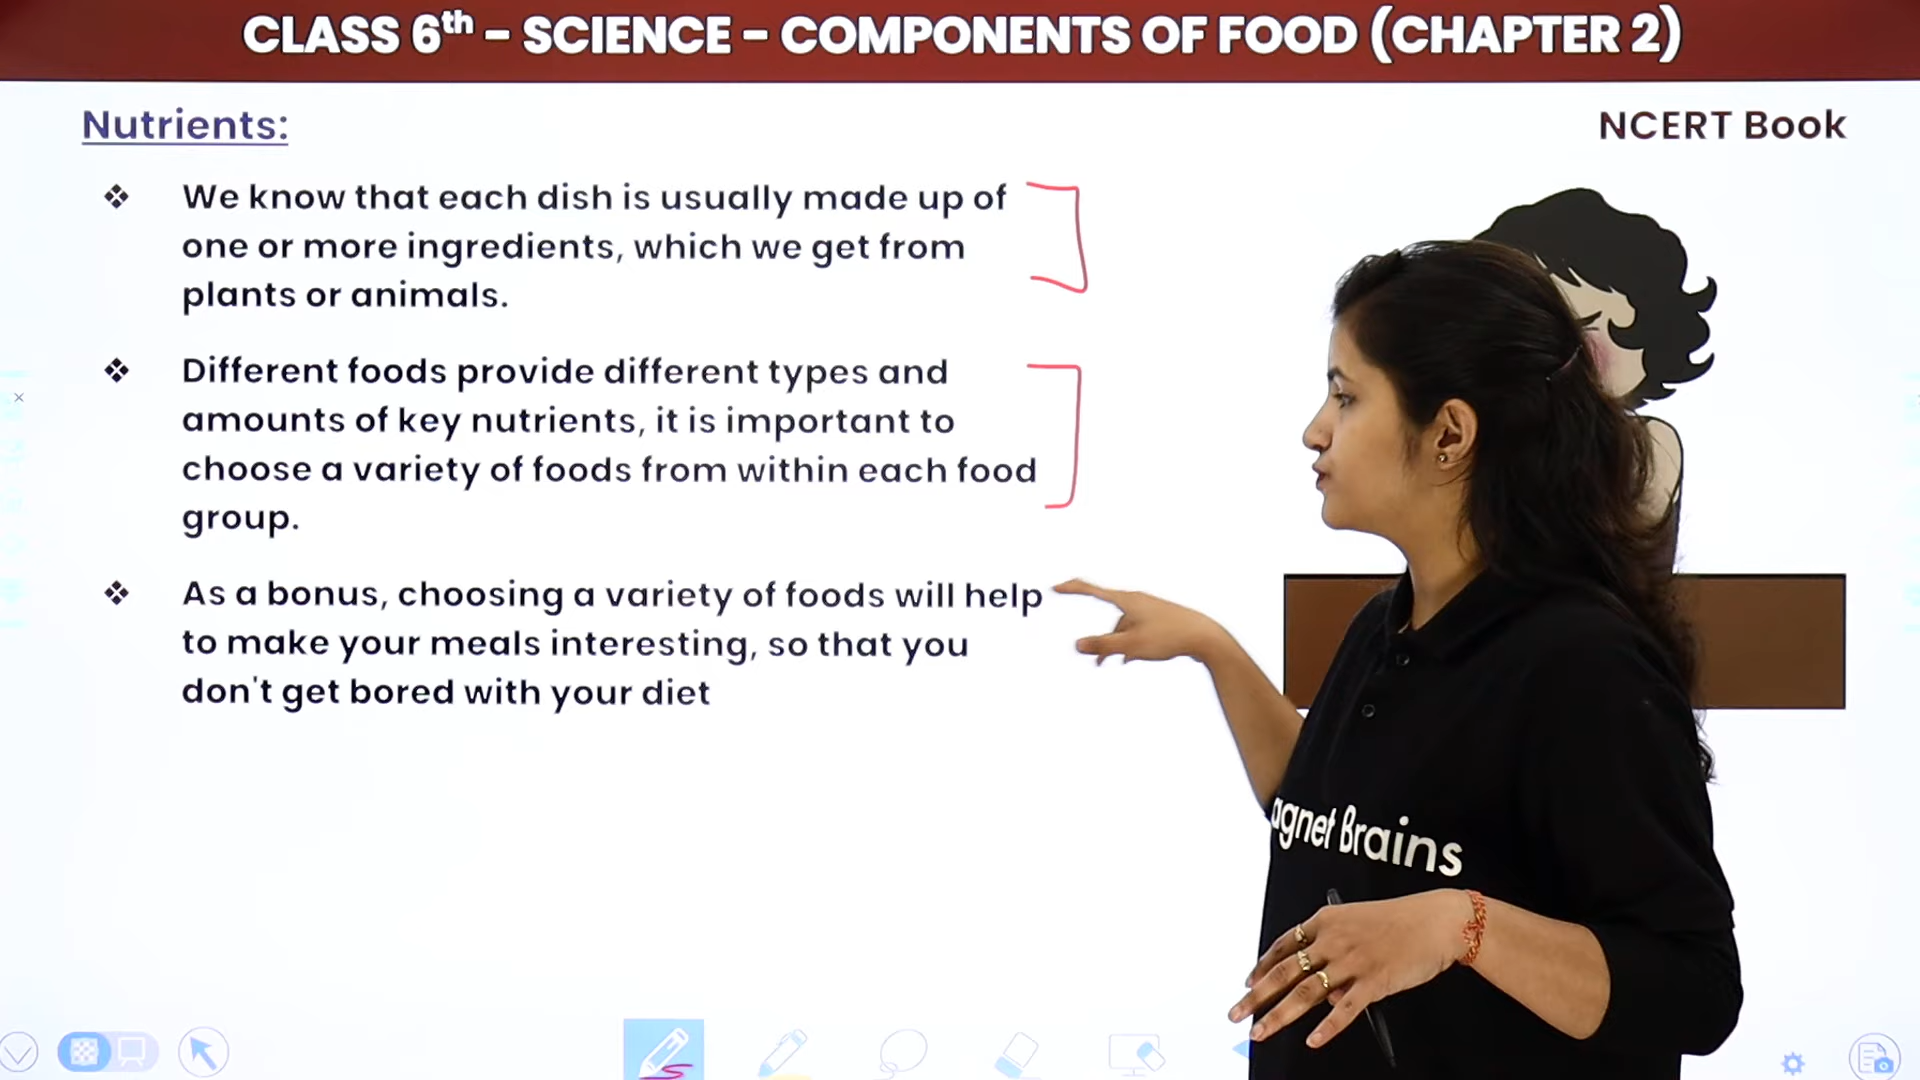 CLASS 6th – SCIENCE – COMPONENTS OF FOOD (CHAPTER 2)
Nutrients:
NCERT Book
❖ We know that each dish is usually made up of
one or more ingredients, which we get from
plants or animals.
❖ Different foods provide different types and
amounts of key nutrients, it is important to
choose a variety of foods from within each food
group.
❖ As a bonus, choosing a variety of foods will help
to make your meals interesting, so that you
don't get bored with your diet
agnet Brains